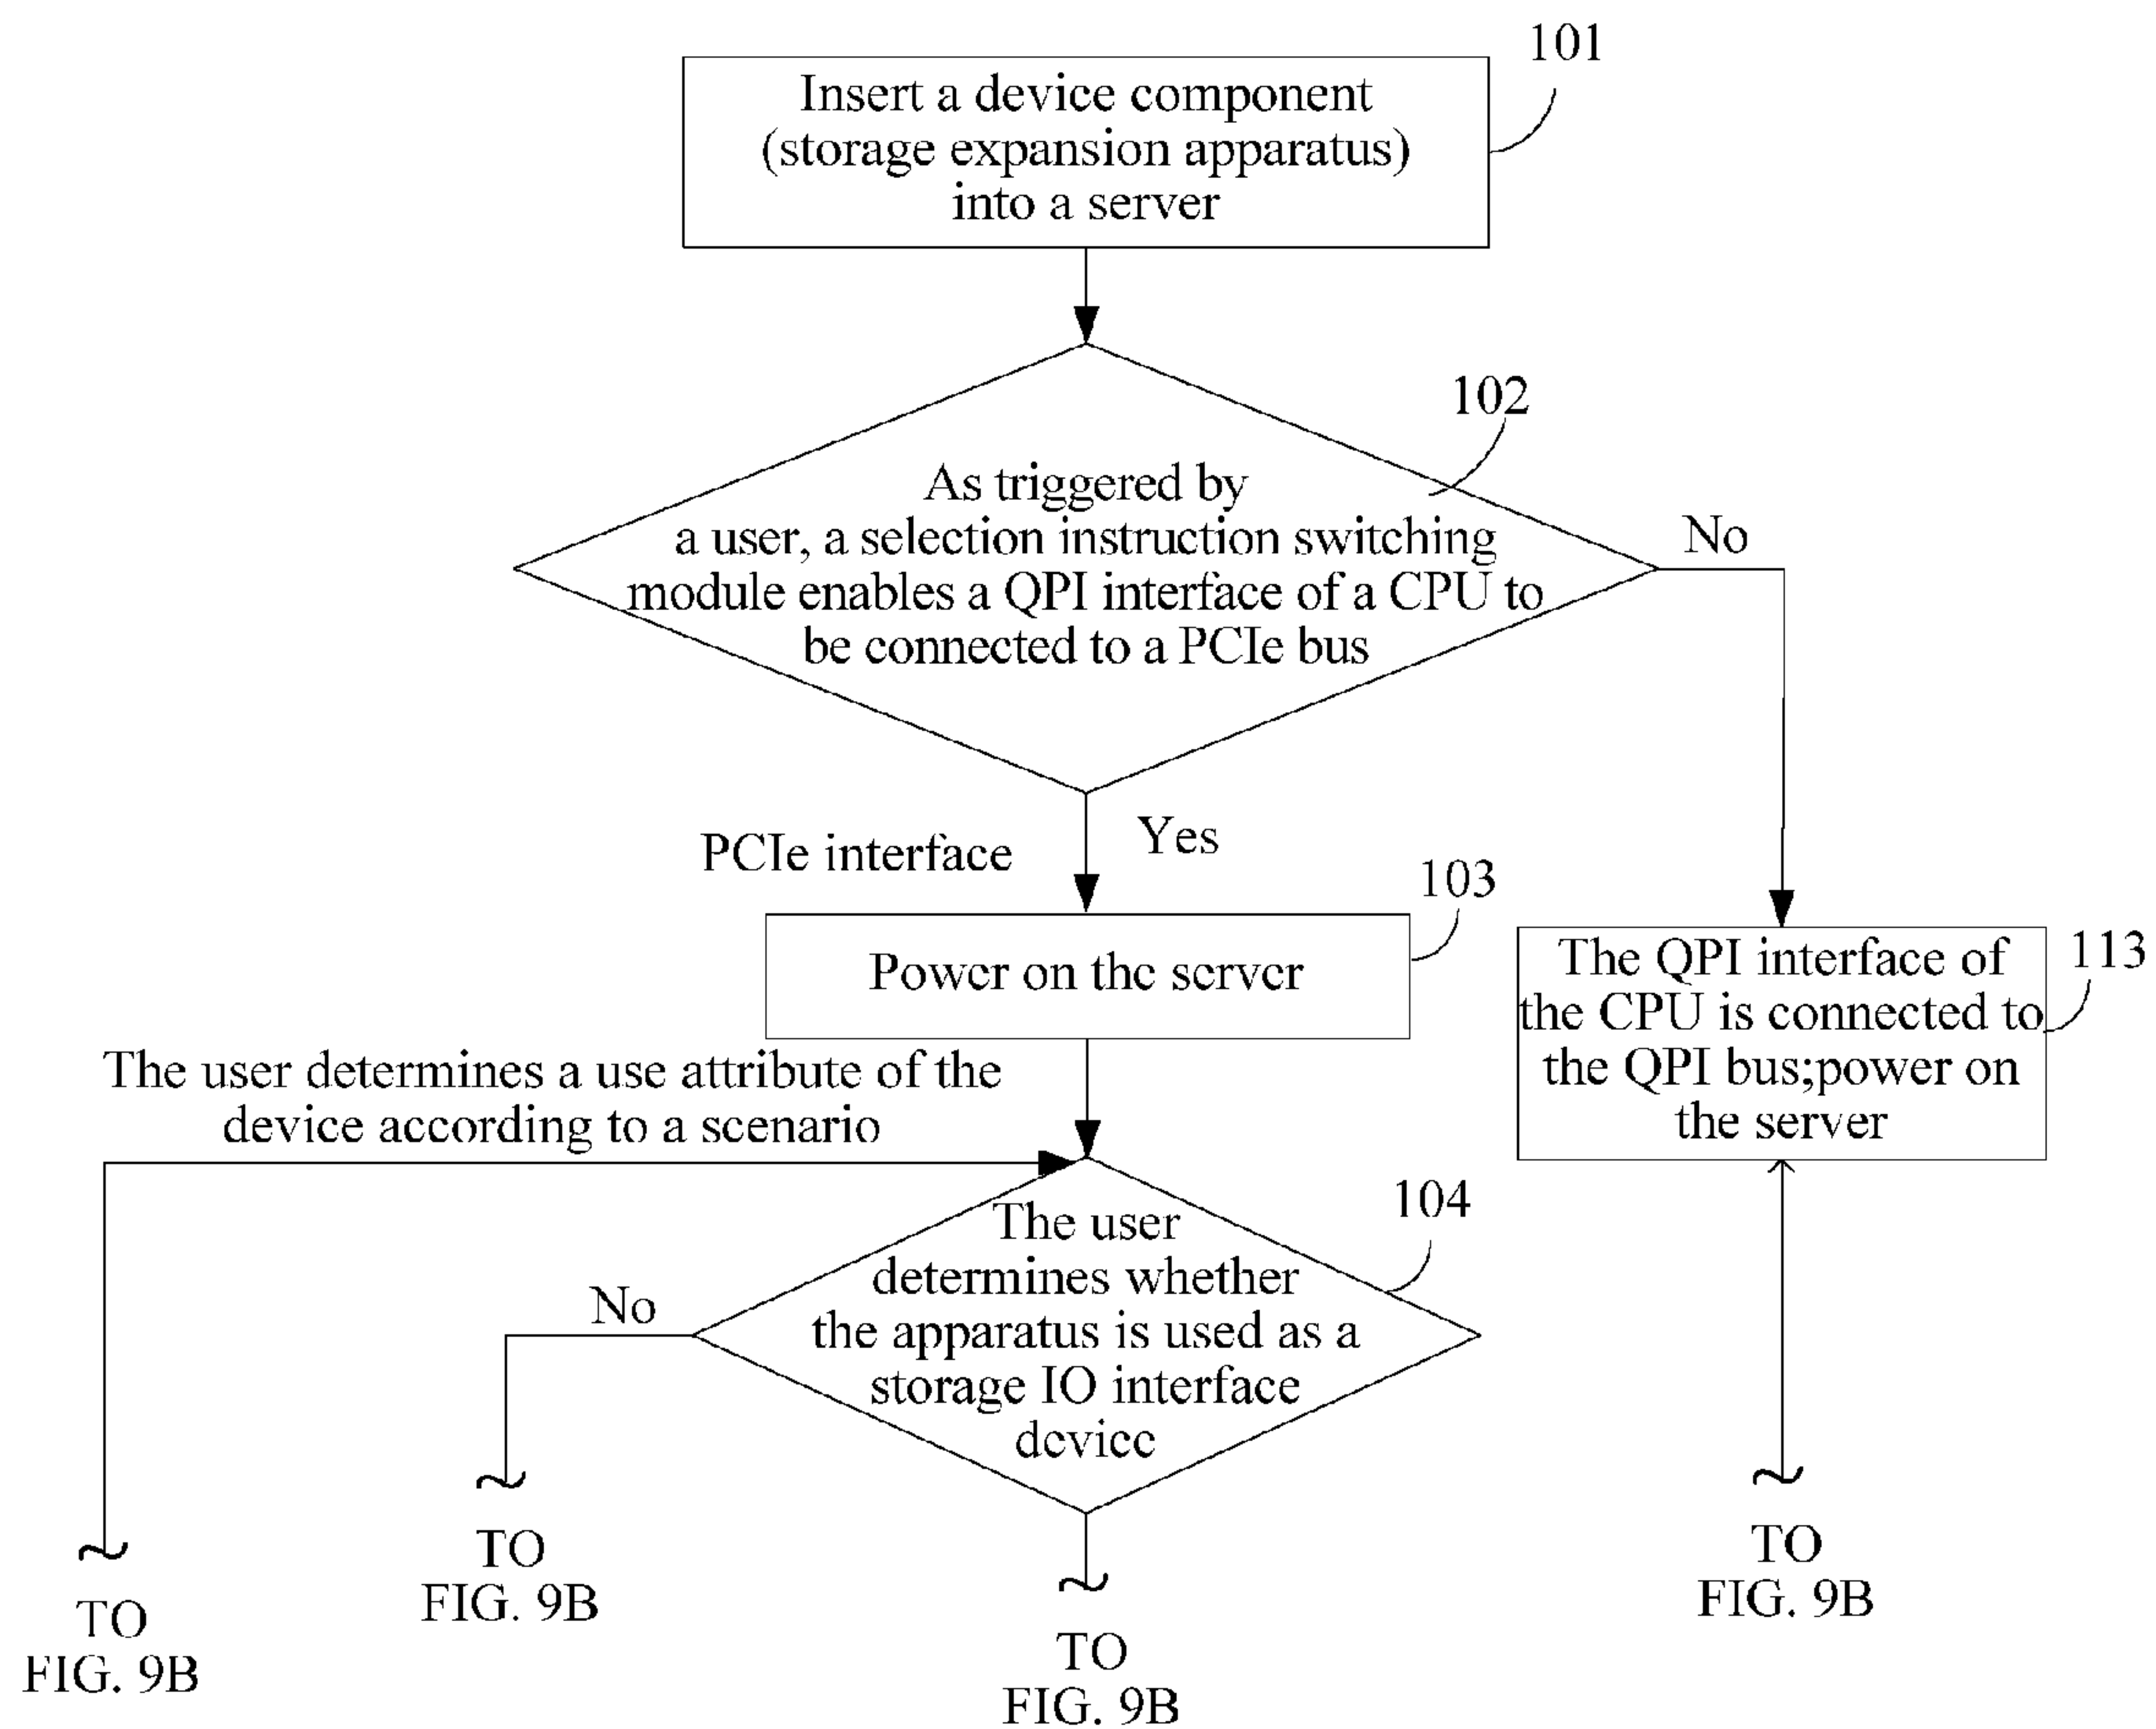 101
Insert a device component
(storage expansion apparatus)
into a server
102
As triggered by
a user, a selection instruction switching
module enables a QPI interface of a CPU to
be connected to a PCIe bus
No
PCIe interface
Yes
103
Power on the server
113
The QPI interface of
the CPU is connected to
the QPI bus;power on
the server
The user determines a use attribute of the
device according to a scenario
104
The user
determines whether
the apparatus is used as a
storage IO interface
device
No
TO
FIG. 9B
TO
FIG. 9B
TO
FIG. 9B
TO
FIG. 9B